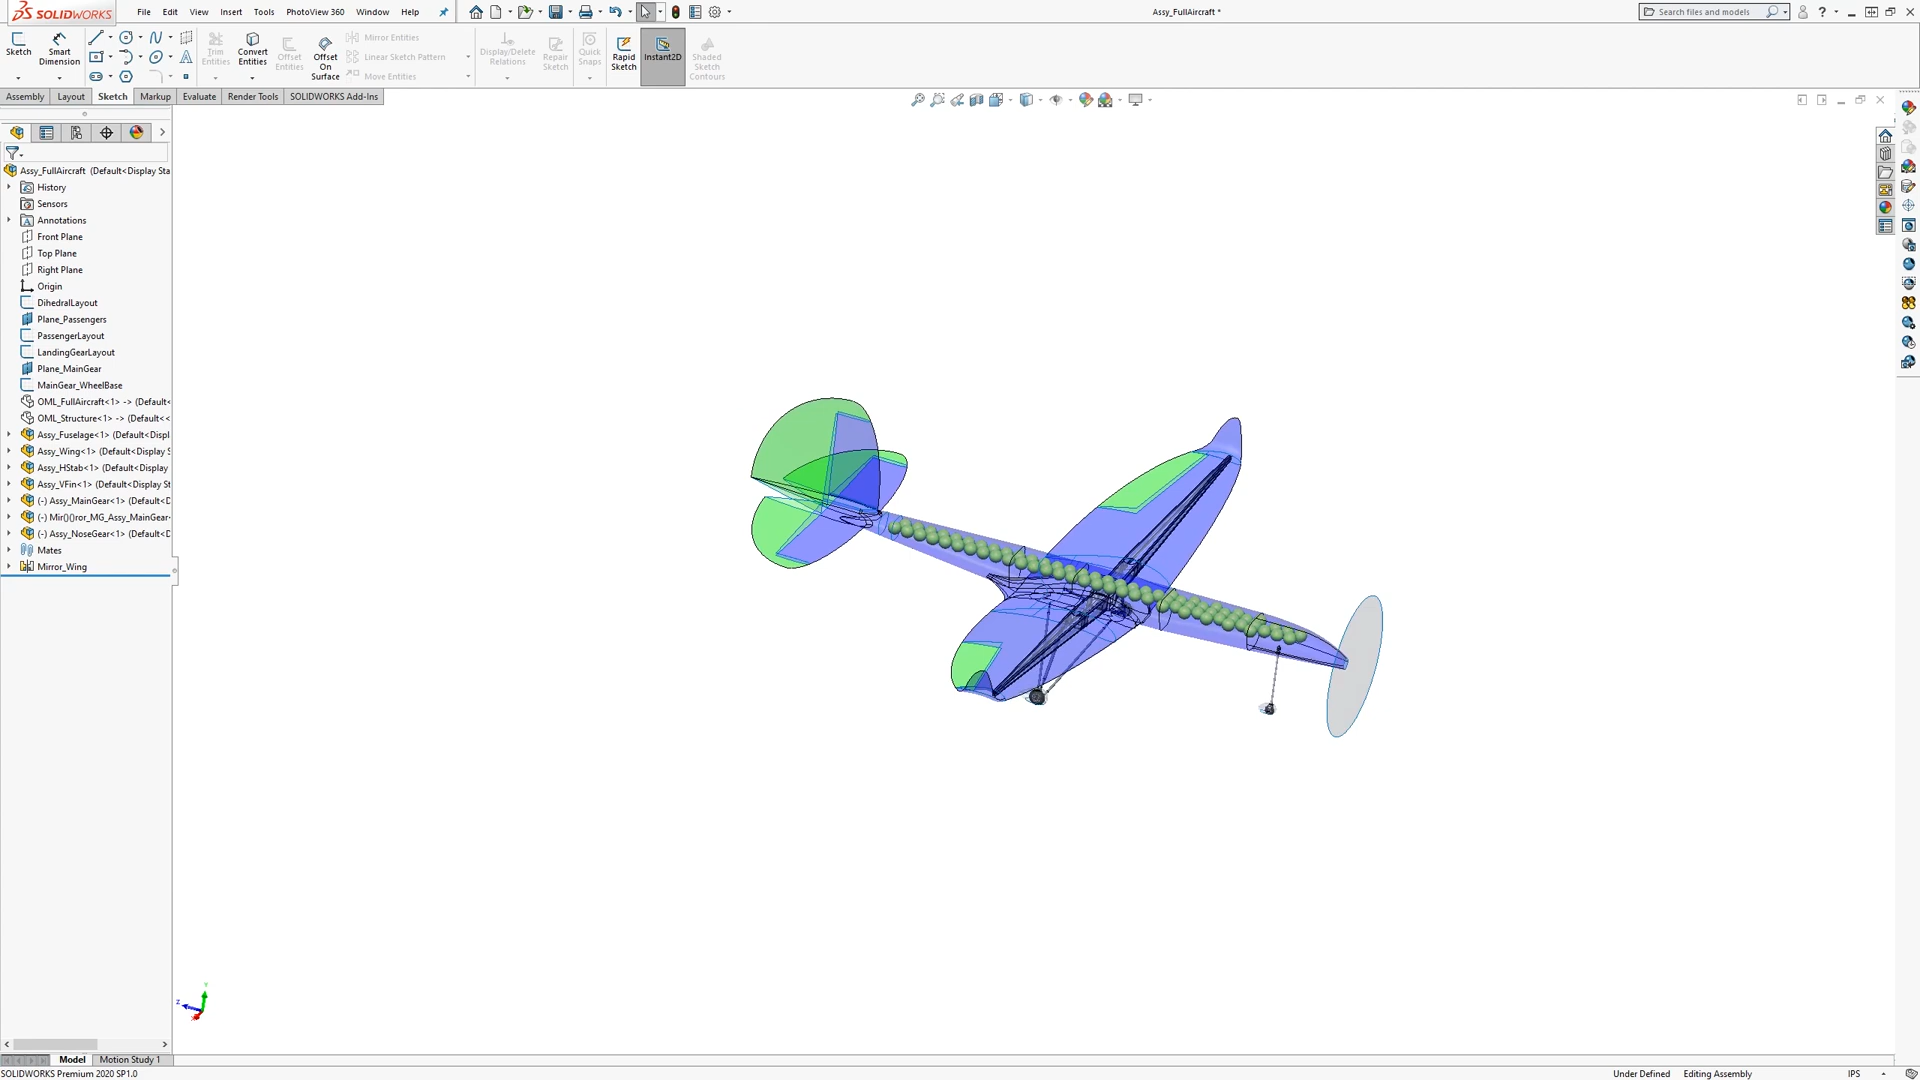 SOLIDWORKS
File Edit View Insert Tools PhotoView 360 Window Help
Assy_FullAircraft *
Search files and models
Sketch
Smart Dimension
Trim Entities
Convert Entities
Offset Entities
Offset On Surface
Mirror Entities
Linear Sketch Pattern
Move Entities
Display/Delete Relations
Repair Sketch
Quick Snaps
Rapid Sketch
Instant2D
Shaded Sketch Contours
Assembly Layout Sketch Markup Evaluate Render Tools SOLIDWORKS Add-Ins
Assy_FullAircraft (Default<Display Sta
History
Sensors
Annotations
Front Plane
Top Plane
Right Plane
Origin
DihedralLayout
Plane_Passengers
PassengerLayout
LandingGearLayout
Plane_MainGear
MainGear_WheelBase
OML_FullAircraft<1> -> (Default<
OML_Structure<1> -> (Default<<
Assy_Fuselage<1> (Default<Displ
Assy_Wing<1> (Default<Display S
Assy_HStab<1> (Default<Display
Assy_VFin<1> (Default<Display St
(-) Assy_MainGear<1> (Default<D
(-) Mir()()ror_MG_Assy_MainGear
(-) Assy_NoseGear<1> (Default<D
Mates
Mirror_Wing
Y
Z
Model Motion Study 1
SOLIDWORKS Premium 2020 SP1.0
Under Defined Editing Assembly IPS